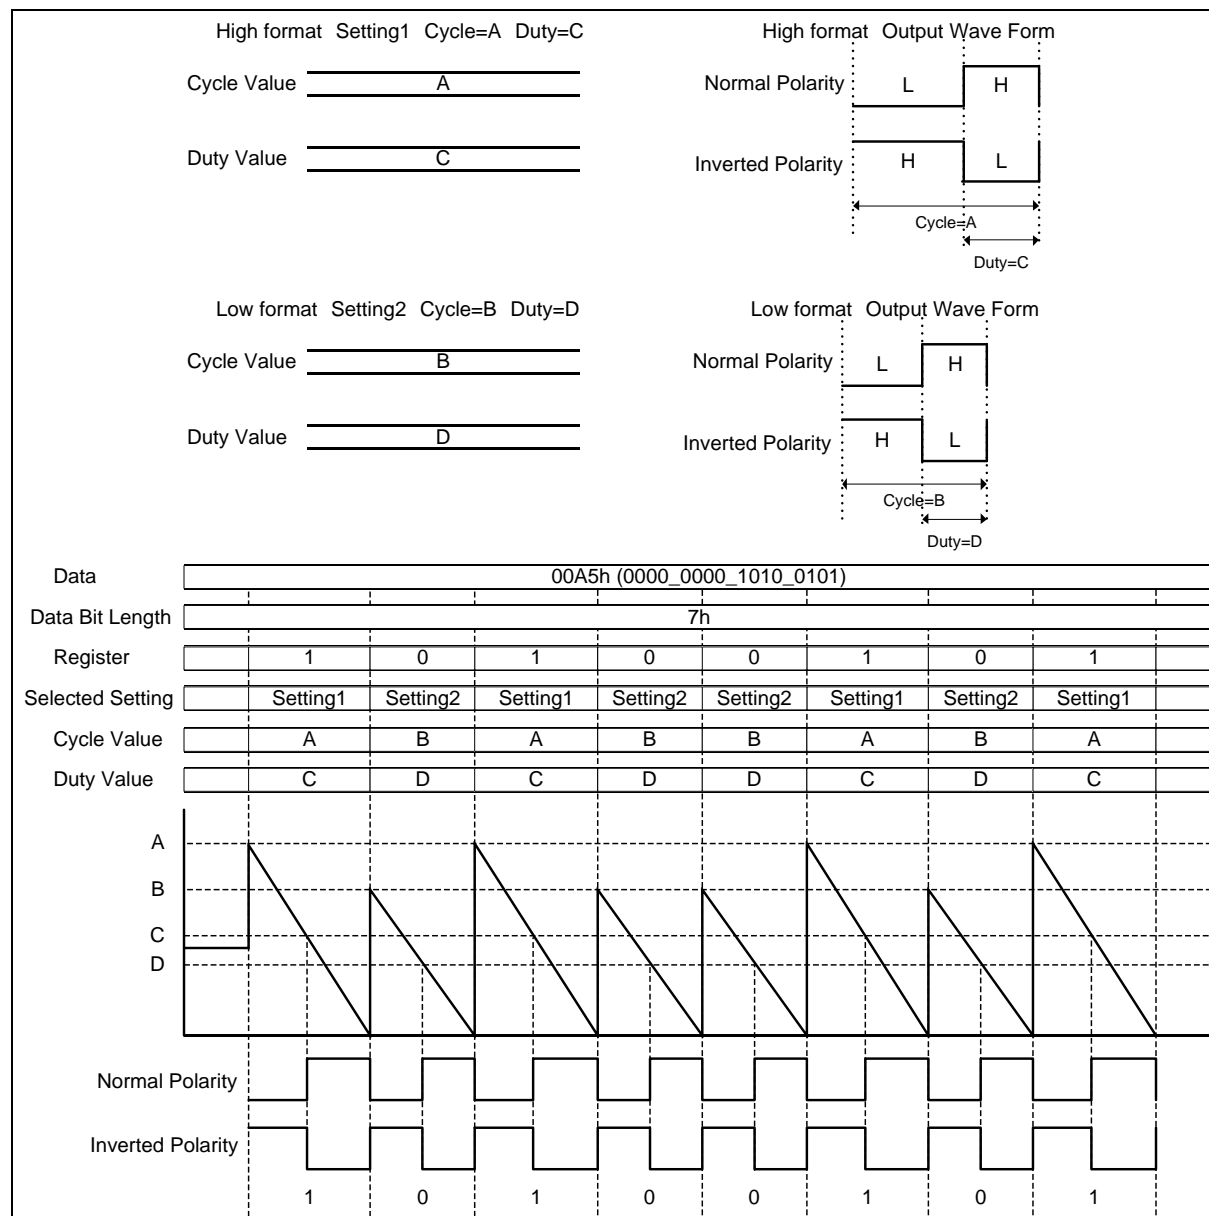 High format Setting1 Cycle=A Duty=C
Cycle Value A
Duty Value C
High format Output Wave Form
Normal Polarity L H
Inverted Polarity H L
Cycle=A
Duty=C
Low format Setting2 Cycle=B Duty=D
Cycle Value B
Duty Value D
Low format Output Wave Form
Normal Polarity L H
Inverted Polarity H L
Cycle=B
Duty=D
Data 00A5h (0000_0000_1010_0101)
Data Bit Length 7h
Register 1 0 1 0 0 1 0 1
Selected Setting Setting1 Setting2 Setting1 Setting2 Setting2 Setting1 Setting2 Setting1
Cycle Value A B A B B A B A
Duty Value C D C D D C D C
A
B
C
D
Normal Polarity
Inverted Polarity
1 0 1 0 0 1 0 1